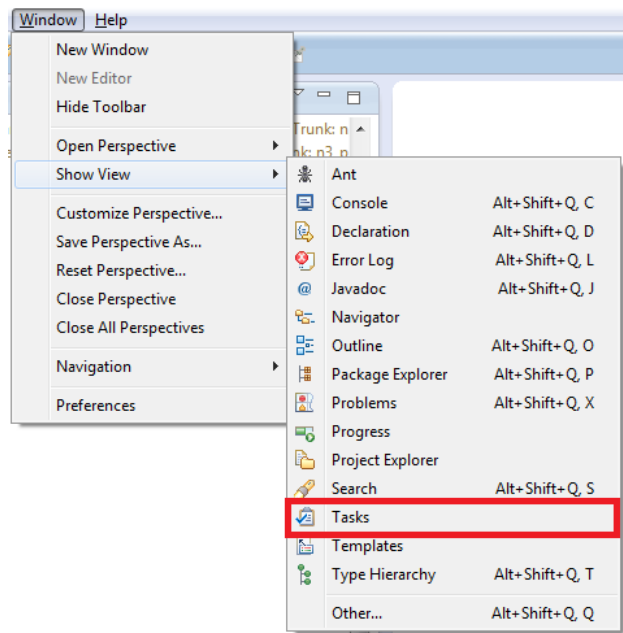 Window Help
New Window
New Editor
Hide Toolbar
Trunk: n
Open Perspective
nk: n3_p
Show View
Ant
Console Alt+Shift+Q, C
Customize Perspective...
Declaration Alt+Shift+Q, D
Save Perspective As...
Error Log Alt+Shift+Q, L
Reset Perspective...
Javadoc Alt+Shift+Q, J
Close Perspective
Navigator
Close All Perspectives
Outline Alt+Shift+Q, O
Navigation
Package Explorer Alt+Shift+Q, P
Preferences
Problems Alt+Shift+Q, X
Progress
Project Explorer
Search Alt+Shift+Q, S
Tasks
Templates
Type Hierarchy Alt+Shift+Q, T
Other... Alt+Shift+Q, Q